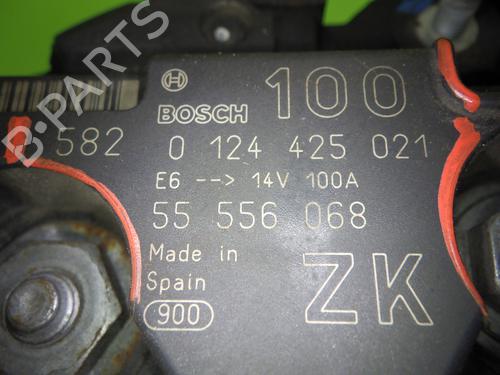 BOSCH 100
582 0 124 425 021
E6 --> 14V 100A
55 556 068
Made in
Spain
ZK
900
B-PARTS